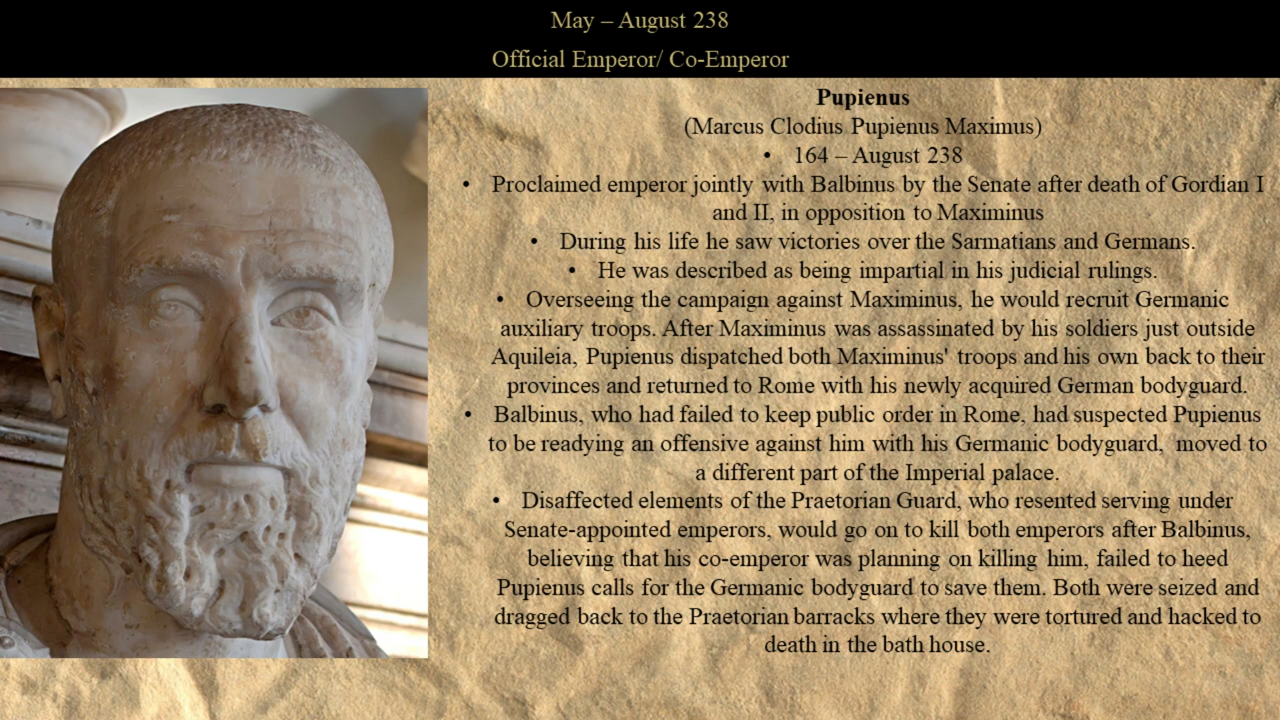 May – August 238
Official Emperor/ Co-Emperor
Pupienus
(Marcus Clodius Pupienus Maximus)
• 164 – August 238
• Proclaimed emperor jointly with Balbinus by the Senate after death of Gordian I
and II, in opposition to Maximinus
• During his life he saw victories over the Sarmatians and Germans.
• He was described as being impartial in his judicial rulings.
• Overseeing the campaign against Maximinus, he would recruit Germanic
auxiliary troops. After Maximinus was assassinated by his soldiers just outside
Aquileia, Pupienus dispatched both Maximinus' troops and his own back to their
provinces and returned to Rome with his newly acquired German bodyguard.
• Balbinus, who had failed to keep public order in Rome, had suspected Pupienus
to be readying an offensive against him with his Germanic bodyguard, moved to
a different part of the Imperial palace.
• Disaffected elements of the Praetorian Guard, who resented serving under
Senate-appointed emperors, would go on to kill both emperors after Balbinus,
believing that his co-emperor was planning on killing him, failed to heed
Pupienus calls for the Germanic bodyguard to save them. Both were seized and
dragged back to the Praetorian barracks where they were tortured and hacked to
death in the bath house.